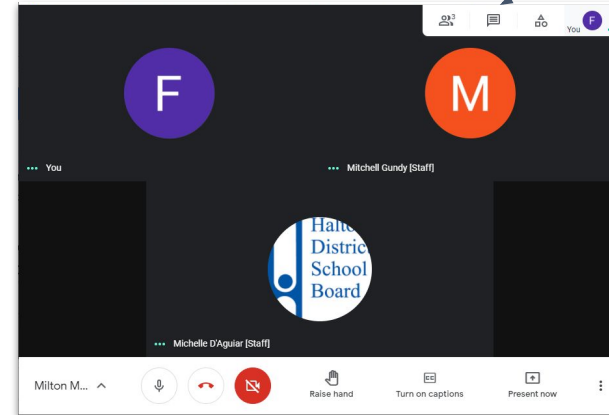 3
You F
F
M
You
Mitchell Gundy [Staff]
Halto
District
School
Board
Michelle D'Aguiar [Staff]
Milton M...
Raise hand
CC
Turn on captions
Present now